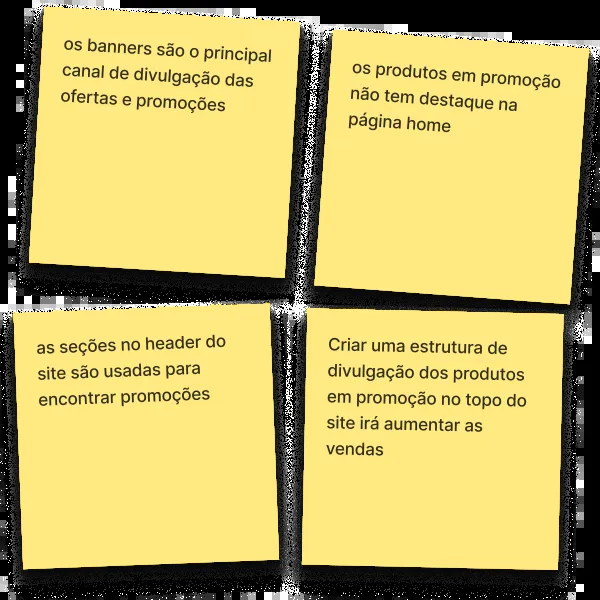 os banners são o principal
canal de divulgação das
ofertas e promoções
os produtos em promoção
não tem destaque na
página home
as seções no header do
site são usadas para
encontrar promoções
Criar uma estrutura de
divulgação dos produtos
em promoção no topo do
site irá aumentar as
vendas